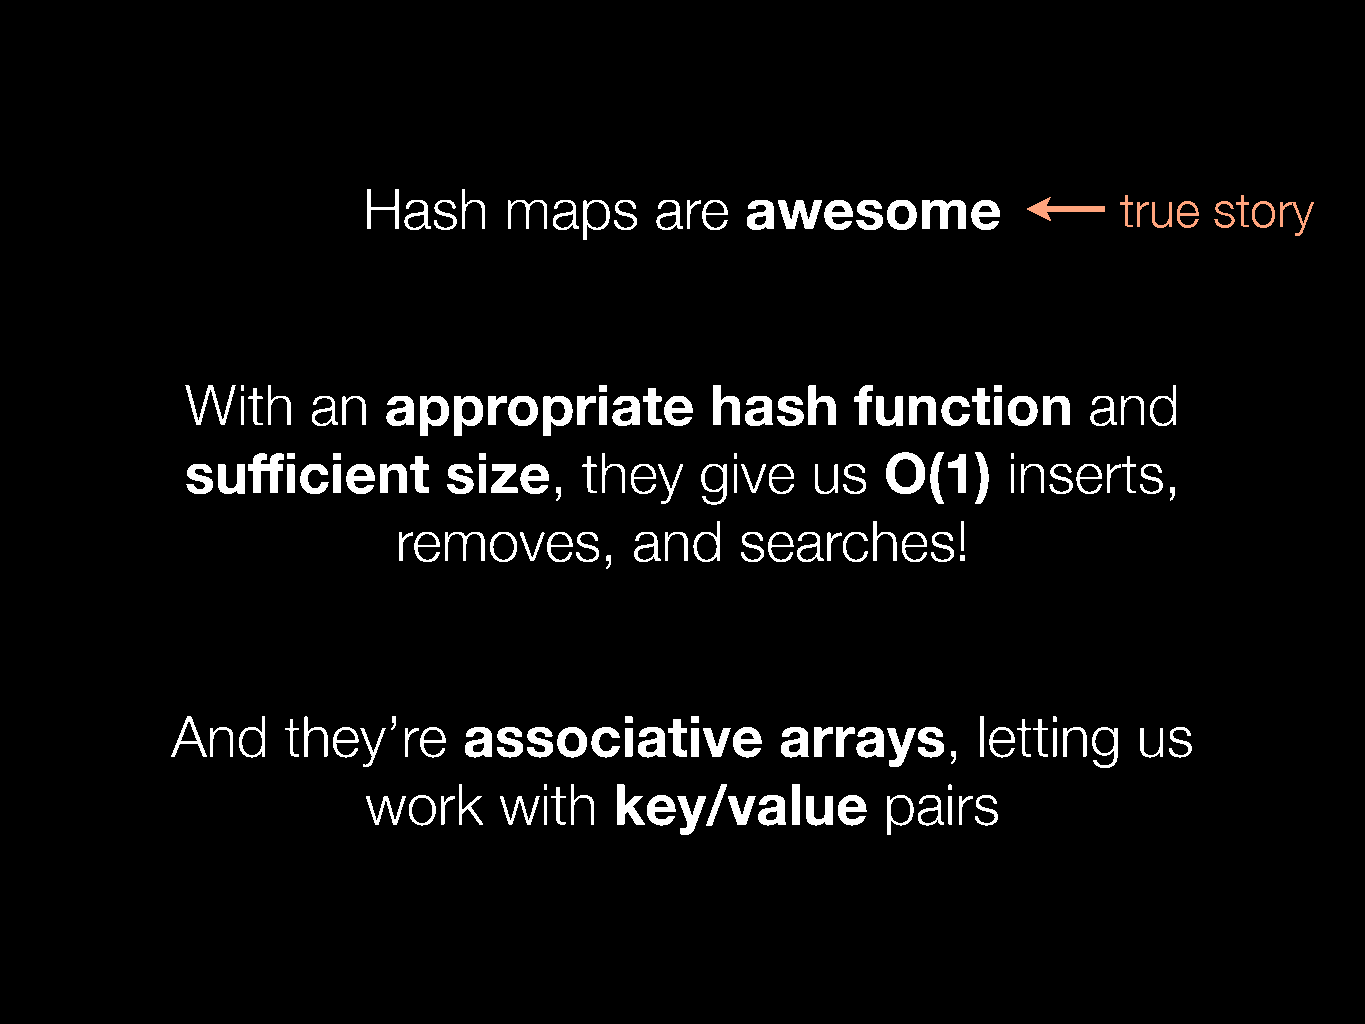 Hash maps are awesome ← true story
With an appropriate hash function and
sufficient size, they give us O(1) inserts,
removes, and searches!
And they’re associative arrays, letting us
work with key/value pairs